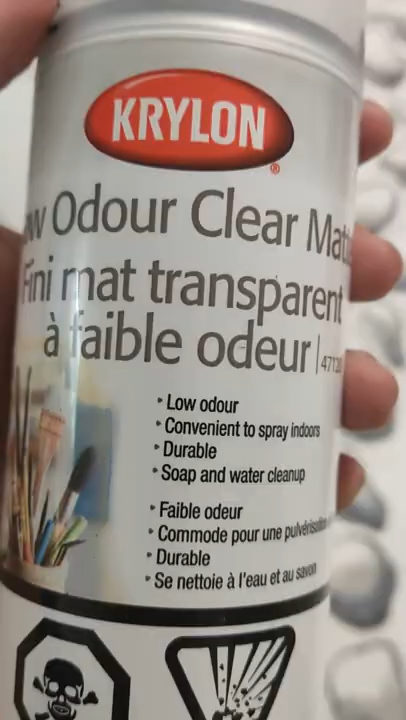 KRYLON®
Odour Clear
Fini mat transparent
à faible odeur
• Low odour
• Convenient to spray indoors
• Durable
• Soap and water cleanup
• Faible odeur
• Commode pour une
• Durable
• Se nettoie à l'eau et au savon